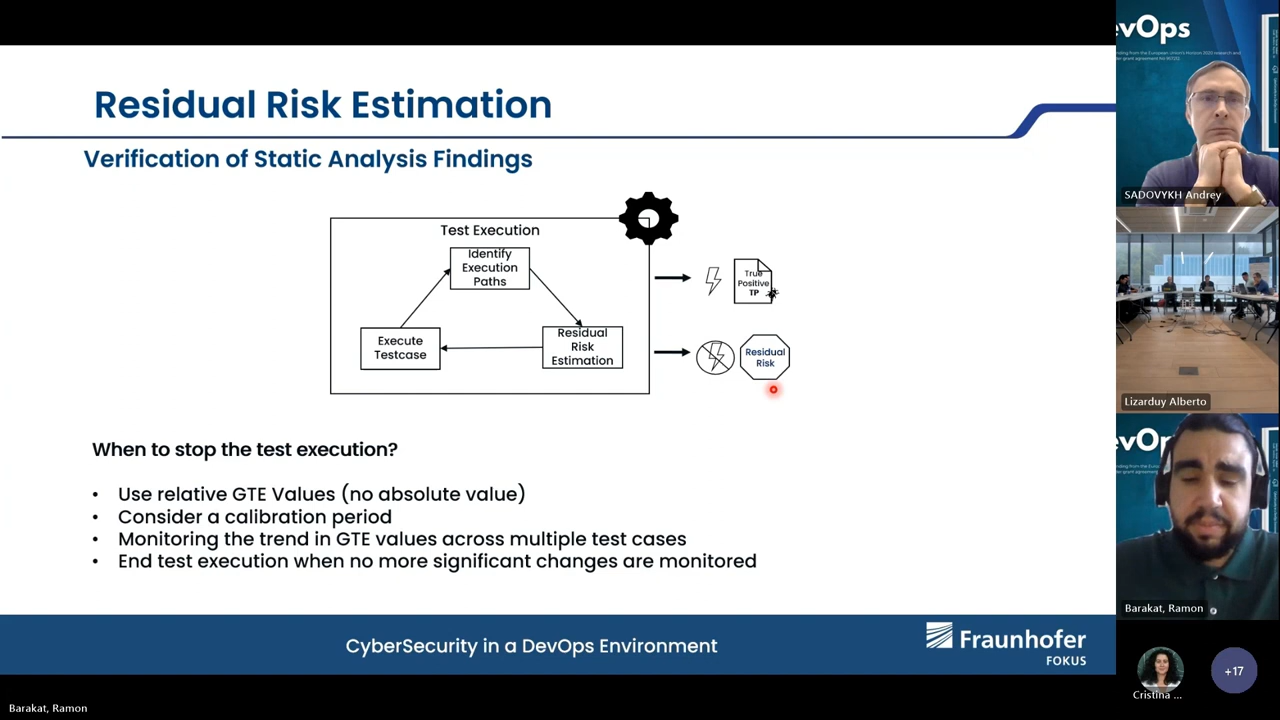 Residual Risk Estimation
Verification of Static Analysis Findings
Test Execution
Identify
Execution
Paths
Execute
Testcase
Residual
Risk
Estimation
True
Positive
TP
Residual
Risk
When to stop the test execution?
• Use relative GTE Values (no absolute value)
• Consider a calibration period
• Monitoring the trend in GTE values across multiple test cases
• End test execution when no more significant changes are monitored
CyberSecurity in a DevOps Environment
Fraunhofer
FOKUS
Barakat, Ramon
evOps
SADOVYKH Andrey
Lizarduy Alberto
evOp
Barakat, Ramon
Cristina ...
+17